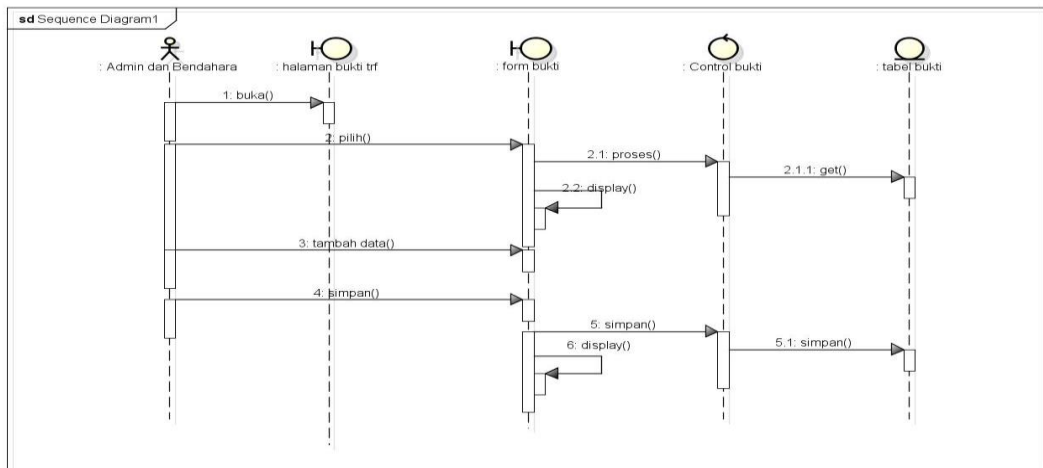 sd Sequence Diagram1
: Admin dan Bendahara
: halaman bukti trf
: form bukti
: Control bukti
: tabel bukti
1: buka()
2: pilih()
2.1: proses()
2.1.1: get()
2.2: display()
3: tambah data()
4: simpan()
5: simpan()
6: display()
5.1: simpan()